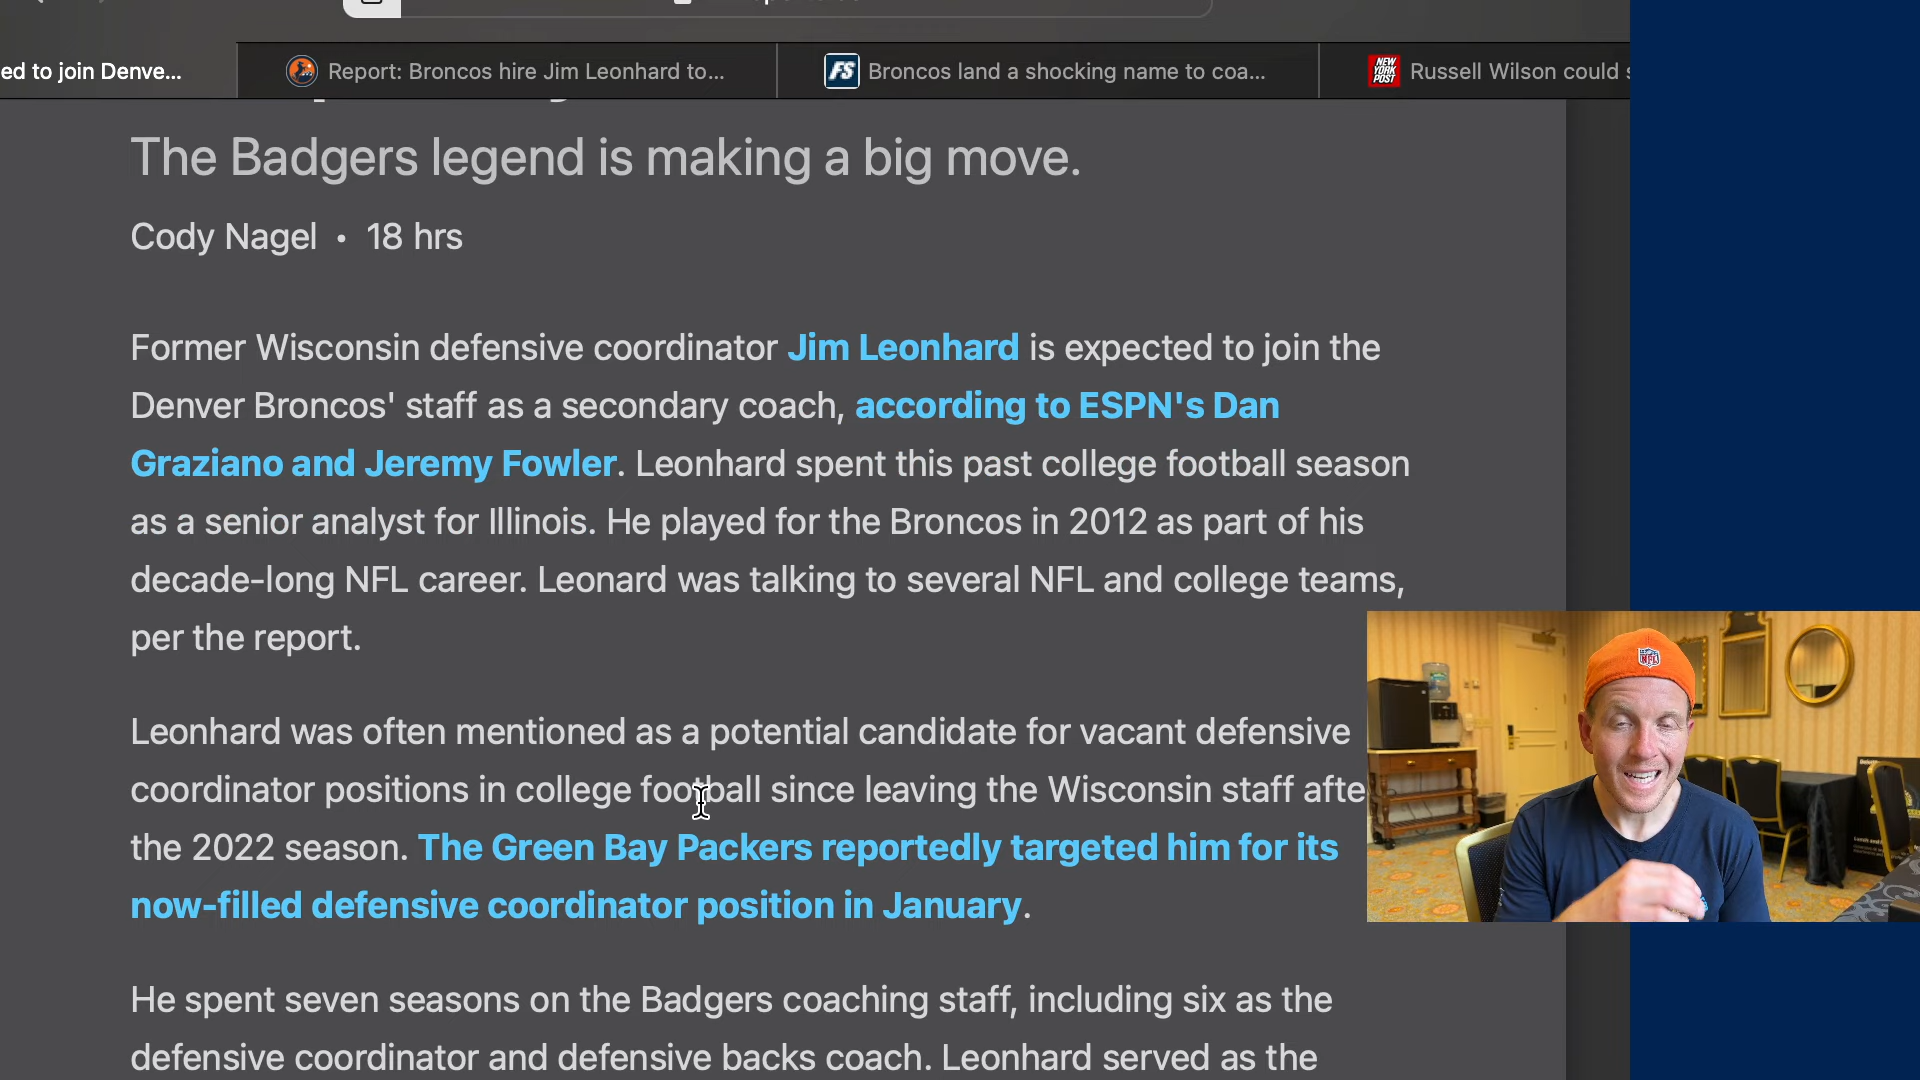 ed to join Denve...
Report: Broncos hire Jim Leonhard to...
FS
Broncos land a shocking name to coa...
NEW
YORK
POST
Russell Wilson could
The Badgers legend is making a big move.
Cody Nagel • 18 hrs
Former Wisconsin defensive coordinator Jim Leonhard is expected to join the
Denver Broncos' staff as a secondary coach, according to ESPN's Dan
Graziano and Jeremy Fowler. Leonhard spent this past college football season
as a senior analyst for Illinois. He played for the Broncos in 2012 as part of his
decade-long NFL career. Leonard was talking to several NFL and college teams,
per the report.
Leonhard was often mentioned as a potential candidate for vacant defensive
coordinator positions in college football since leaving the Wisconsin staff afte
the 2022 season. The Green Bay Packers reportedly targeted him for its
now-filled defensive coordinator position in January.
He spent seven seasons on the Badgers coaching staff, including six as the
defensive coordinator and defensive backs coach. Leonhard served as the
NFL